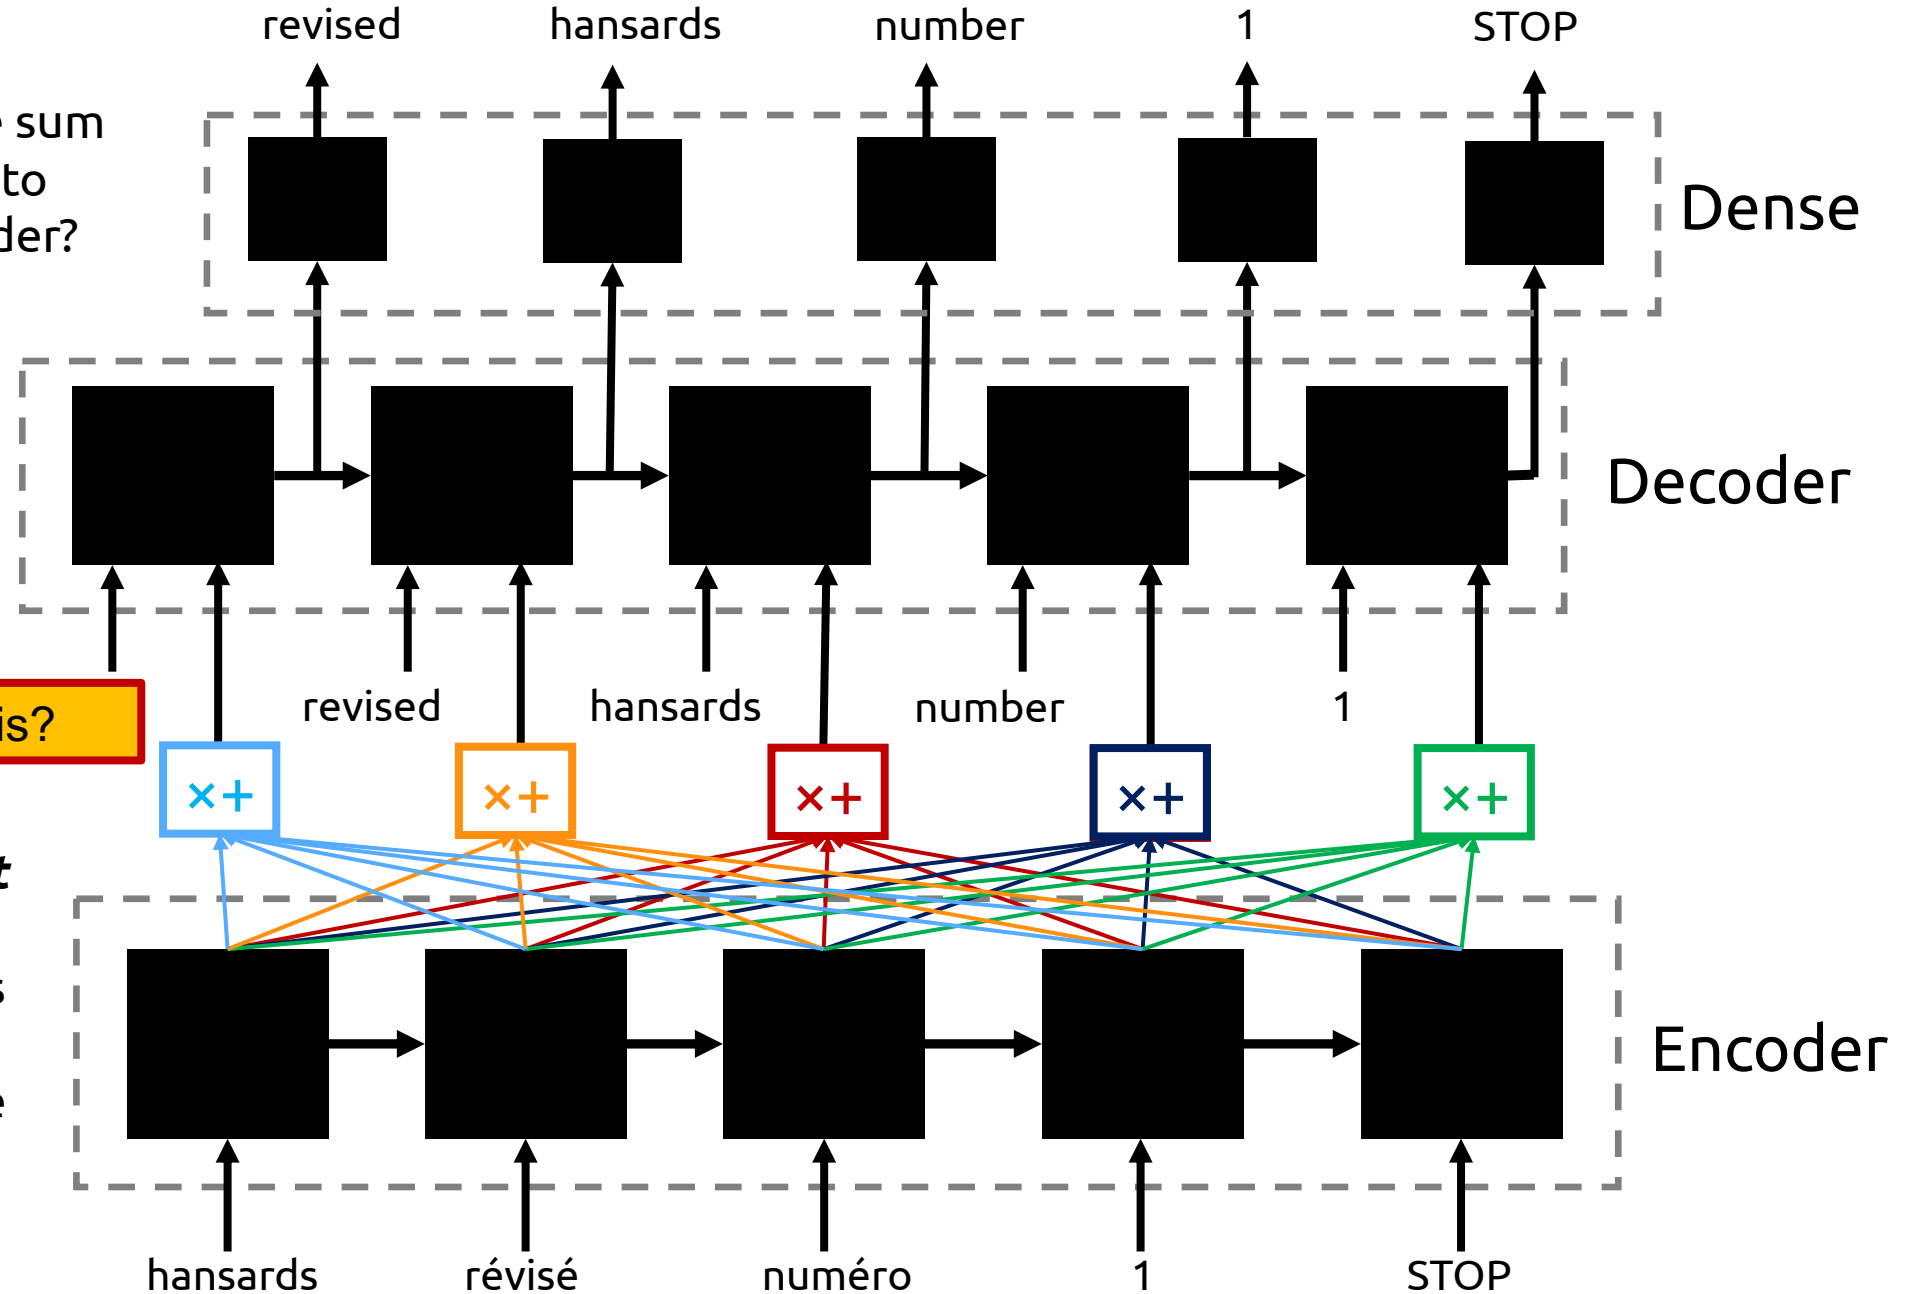 revised hansards number 1 STOP
sum
to
der?
Dense
Decoder
is?
revised hansards number 1
×+ ×+ ×+ ×+ ×+
t
s
Encoder
e
hansards révisé numéro 1 STOP